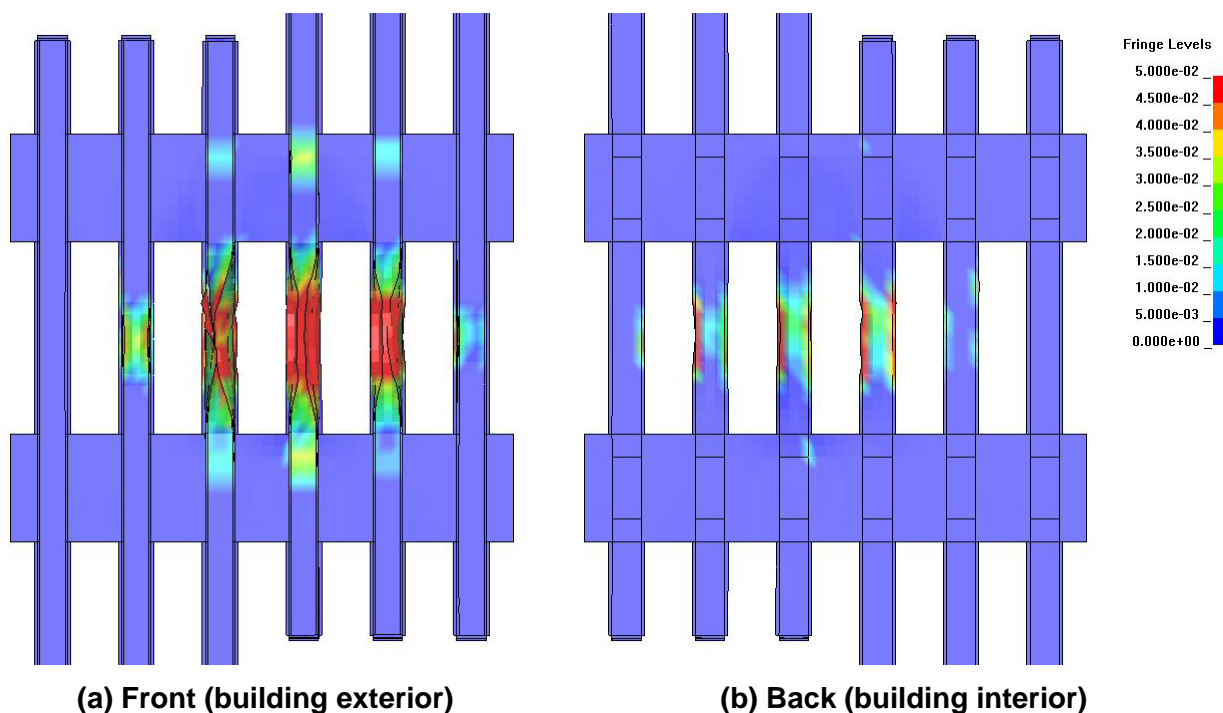 Fringe Levels
5.000e-02
4.500e-02
4.000e-02
3.500e-02
3.000e-02
2.500e-02
2.000e-02
1.500e-02
1.000e-02
5.000e-03
0.000e+00
(a) Front (building exterior)
(b) Back (building interior)